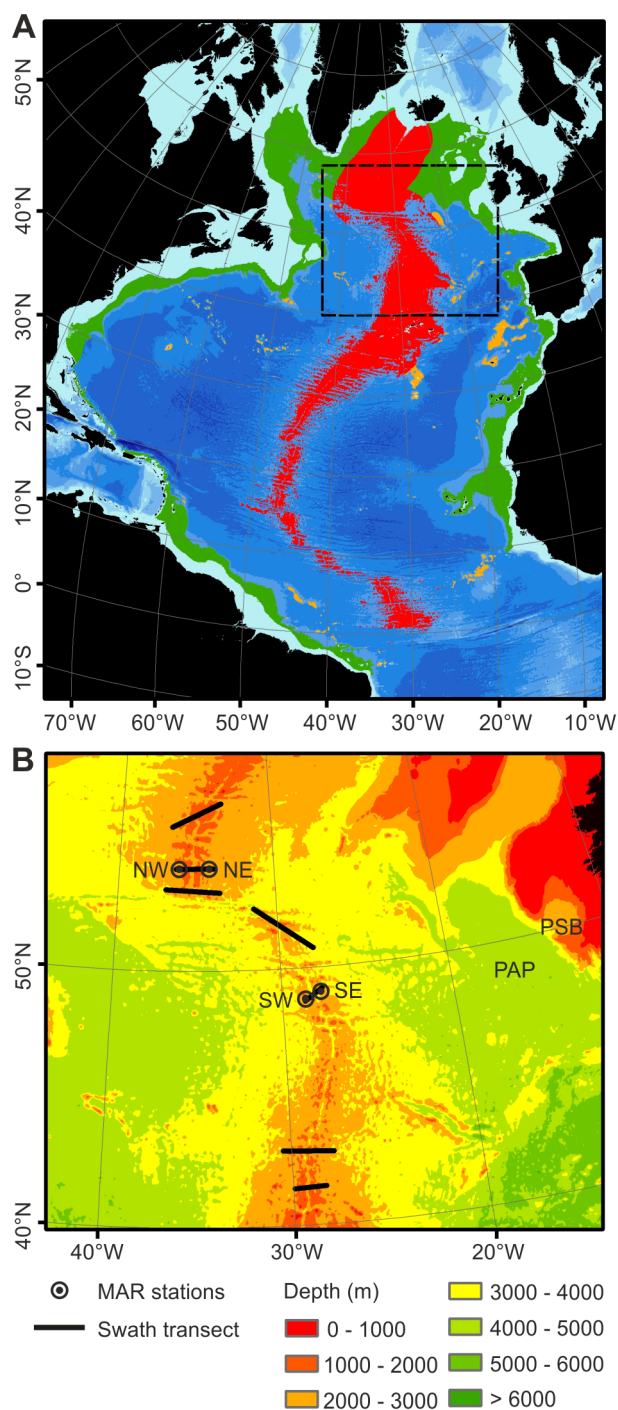 A
50°N
40°N
30°N
20°N
10°N
0°
10°S
70°W 60°W 50°W 40°W 30°W 20°W 10°W
B
NW NE
PSB
50°N
PAP
SW SE
40°N
40°W 30°W 20°W
MAR stations
Swath transect
Depth (m)
0 - 1000
1000 - 2000
2000 - 3000
3000 - 4000
4000 - 5000
5000 - 6000
> 6000